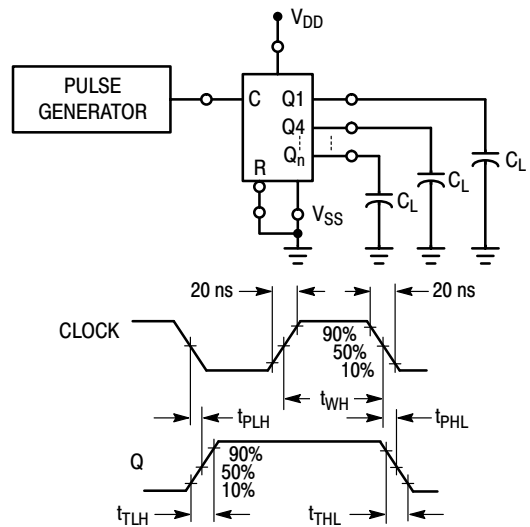 V_DD
PULSE GENERATOR
C
Q1
Q4
Q_n
R
V_SS
C_L
C_L
C_L
20 ns
20 ns
CLOCK
90%
50%
10%
t_WH
t_PLH
t_PHL
Q
90%
50%
10%
t_TLH
t_THL